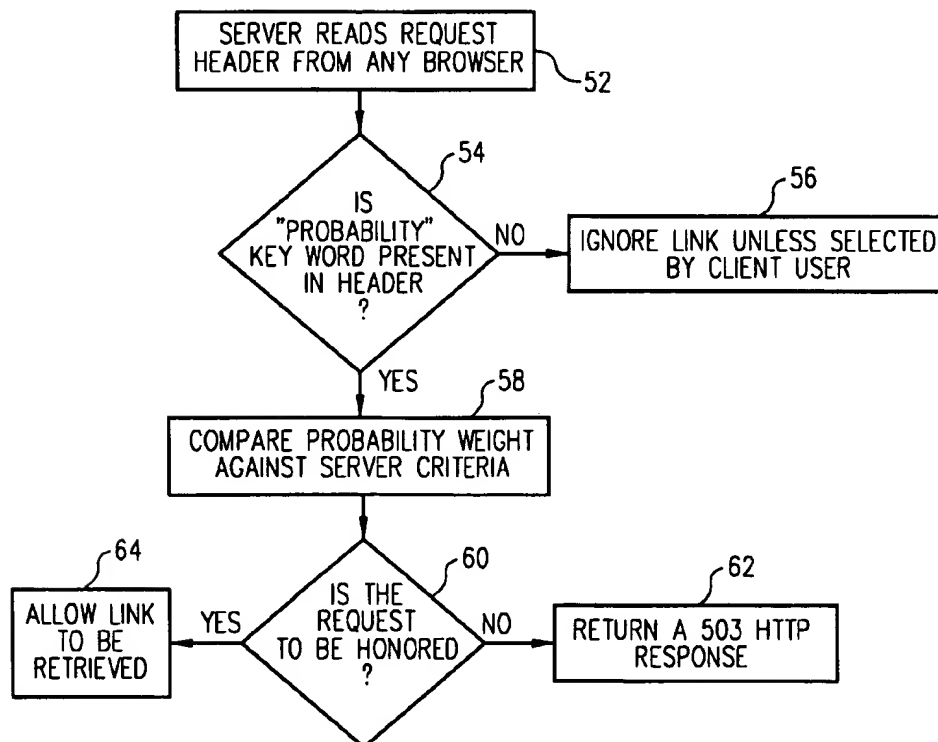 SERVER READS REQUEST
HEADER FROM ANY BROWSER
52
54
IS
"PROBABILITY"
KEY WORD PRESENT
IN HEADER
?
NO
56
IGNORE LINK UNLESS SELECTED
BY CLIENT USER
YES
58
COMPARE PROBABILITY WEIGHT
AGAINST SERVER CRITERIA
60
IS THE
REQUEST
TO BE HONORED
?
YES
64
ALLOW LINK
TO BE
RETRIEVED
NO
62
RETURN A 503 HTTP
RESPONSE